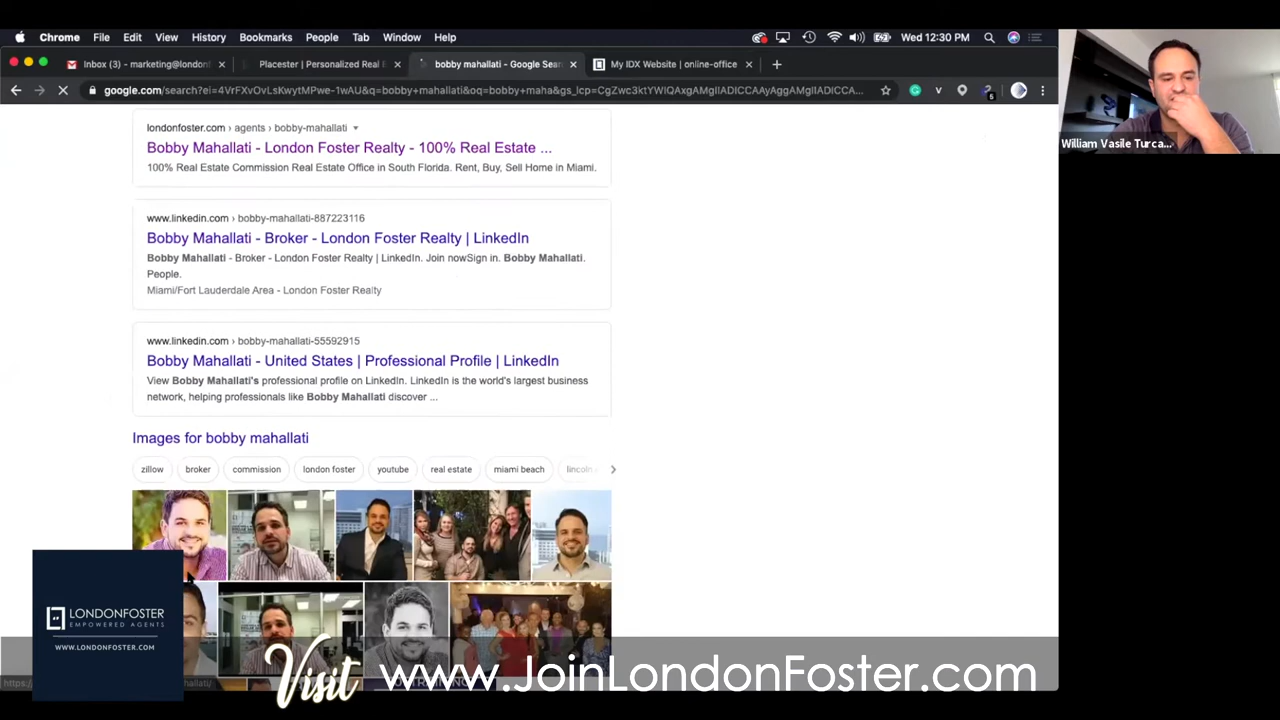 Chrome File Edit View History Bookmarks People Tab Window Help
Wed 12:30 PM
Inbox (3) - marketing@londonf
Placester | Personalized Real E
bobby mahallati - Google Sear
My IDX Website | online-office
google.com/search?ei=4VrFXvOvLsKwytMPwe-1wAU&q=bobby+mahallati&oq=bobby+maha&gs_lcp=CgZwc3ktYWIQAxgAMgIIADICCAAyAggAMgIIADICCAAyAggAMgIIADICC...
5
londonfoster.com › agents › bobby-mahallati
Bobby Mahallati - London Foster Realty - 100% Real Estate ...
100% Real Estate Commission Real Estate Office in South Florida. Rent, Buy, Sell Home in Miami.
www.linkedin.com › bobby-mahallati-887223116
Bobby Mahallati - Broker - London Foster Realty | LinkedIn
Bobby Mahallati - Broker - London Foster Realty | LinkedIn. Join nowSign in. Bobby Mahallati.
People.
Miami/Fort Lauderdale Area - London Foster Realty
www.linkedin.com › bobby-mahallati-55592915
Bobby Mahallati - United States | Professional Profile | LinkedIn
View Bobby Mahallati's professional profile on LinkedIn. LinkedIn is the world's largest business
network, helping professionals like Bobby Mahallati discover ...
Images for bobby mahallati
zillow broker commission london foster youtube real estate miami beach lincoln
William Vasile Turca...
LONDONFOSTER
EMPOWERED AGENTS
WWW.LONDONFOSTER.COM
Visit www.JoinLondonFoster.com